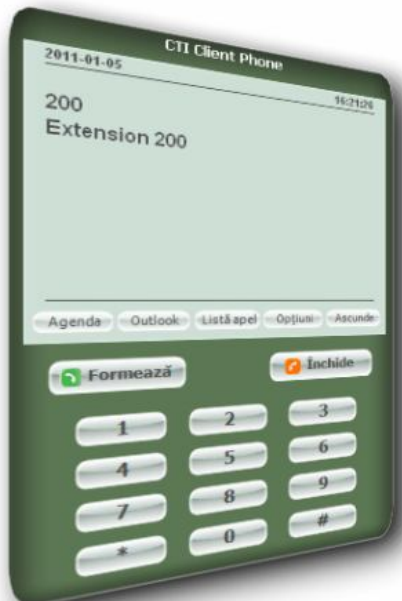 CTI Client Phone
2011-01-05 16:21:26
200
Extension 200
Agenda Outlook Listă apel Opțiuni Ascunde
Formează Închide
1 2 3
4 5 6
7 8 9
* 0 #